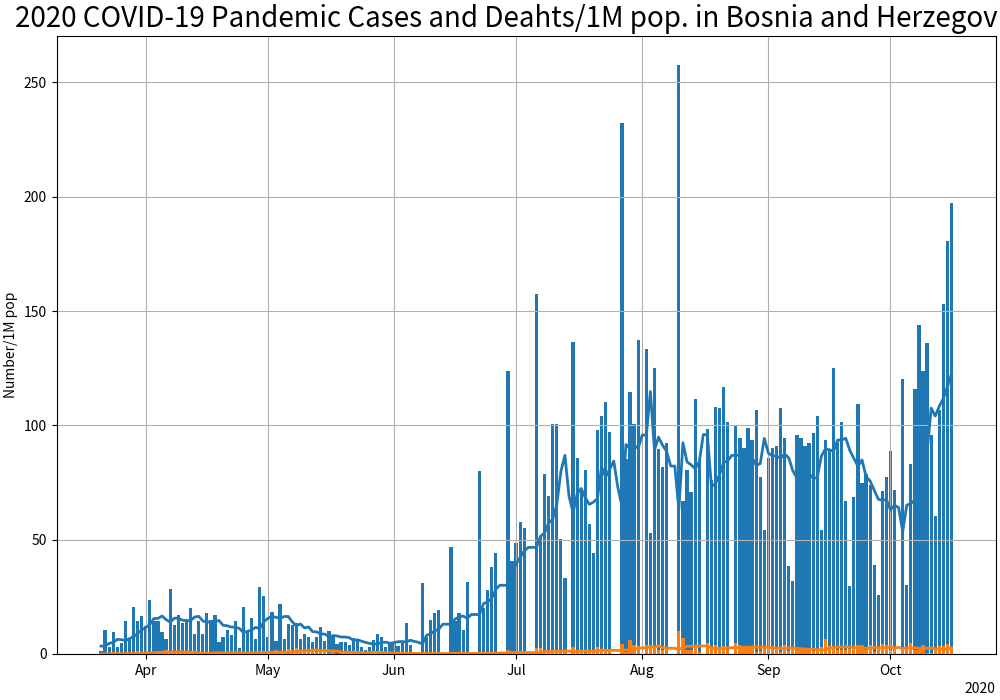 2020 COVID-19 Pandemic Cases and Deahts/1M pop. in Bosnia and Herzegov
Number/1M pop
250
200
150
100
50
0
Apr
May
Jun
Jul
Aug
Sep
Oct
2020